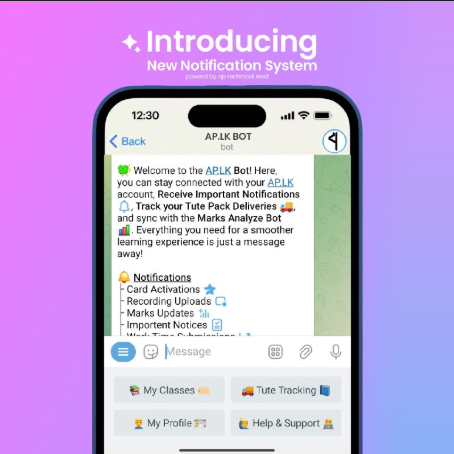 Introducing
New Notification System
powerd by ap technical lead
12:30
Back
AP.LK BOT
bot
Welcome to the AP.LK Bot! Here,
you can stay connected with your AP.LK
account, Receive Important Notifications
, Track your Tute Pack Deliveries 🚚,
and sync with the Marks Analyze Bot
📊. Everything you need for a smoother
learning experience is just a message
away!
Notifications
- Card Activations
- Recording Uploads
- Marks Updates
- Importent Notices
Message
My Classes
Tute Tracking
My Profile
Help & Support